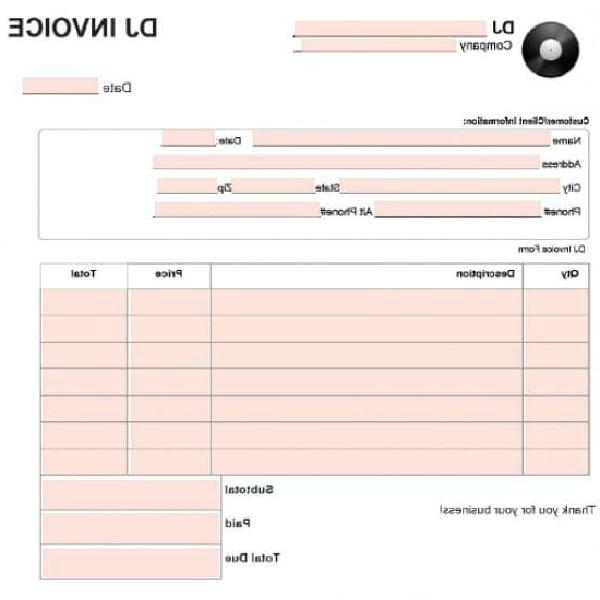 DJ
DJ INVOICE
Company
Date
Customer/Client Information:
Name Date:
Address
City State Zip
Phone# Alt Phone#
DJ Invoice Form
Qty Description Price Total
Subtotal
Thank you for your business!
Paid
Total Due